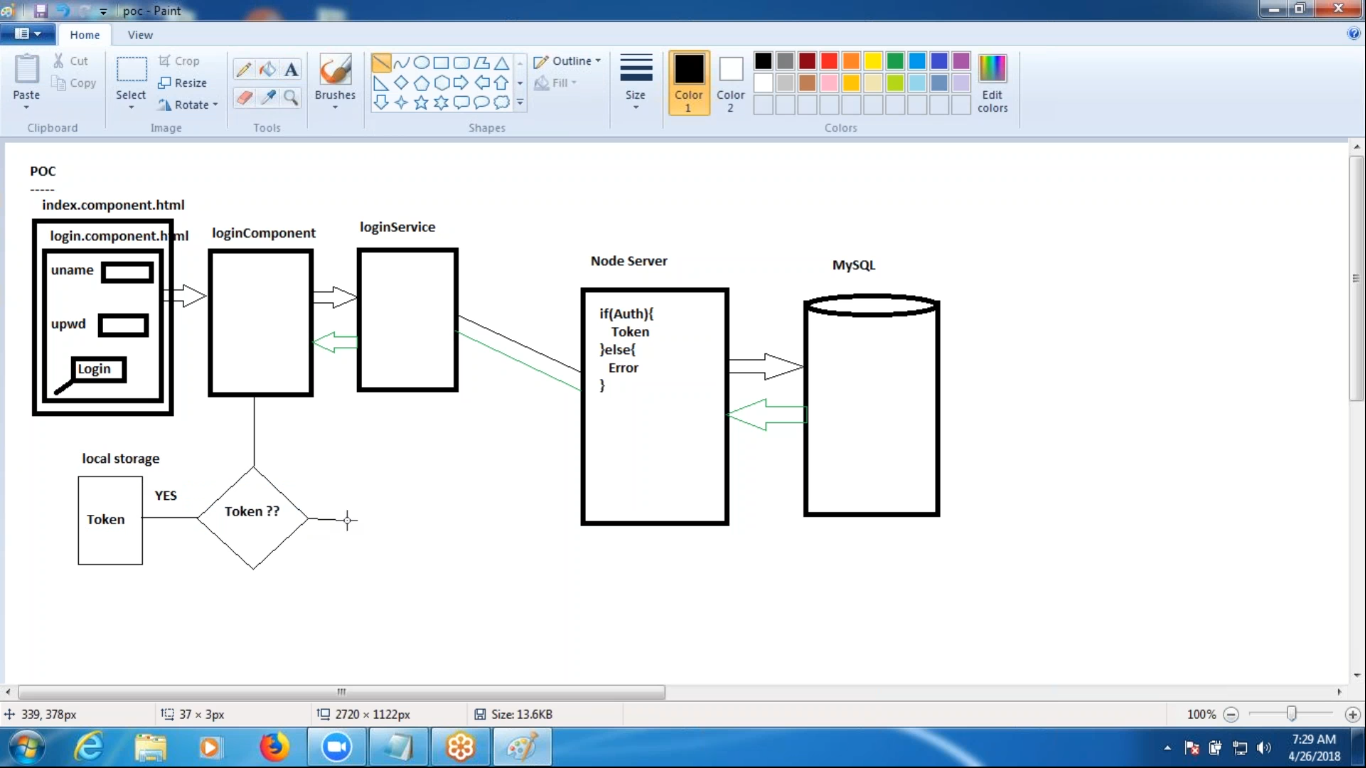 poc - Paint
Home
View
Paste
Cut
Copy
Clipboard
Select
Crop
Resize
Rotate
Image
A
Tools
Brushes
Outline
Fill
Shapes
Size
Color 1
Color 2
Edit colors
Colors
POC
-----
index.component.html
login.component.html
loginComponent
loginService
Node Server
MySQL
uname
upwd
Login
if(Auth){
Token
}else{
Error
}
local storage
Token
YES
Token ??
339, 378px
37 × 3px
2720 × 1122px
Size: 13.6KB
100%
7:29 AM
4/26/2018